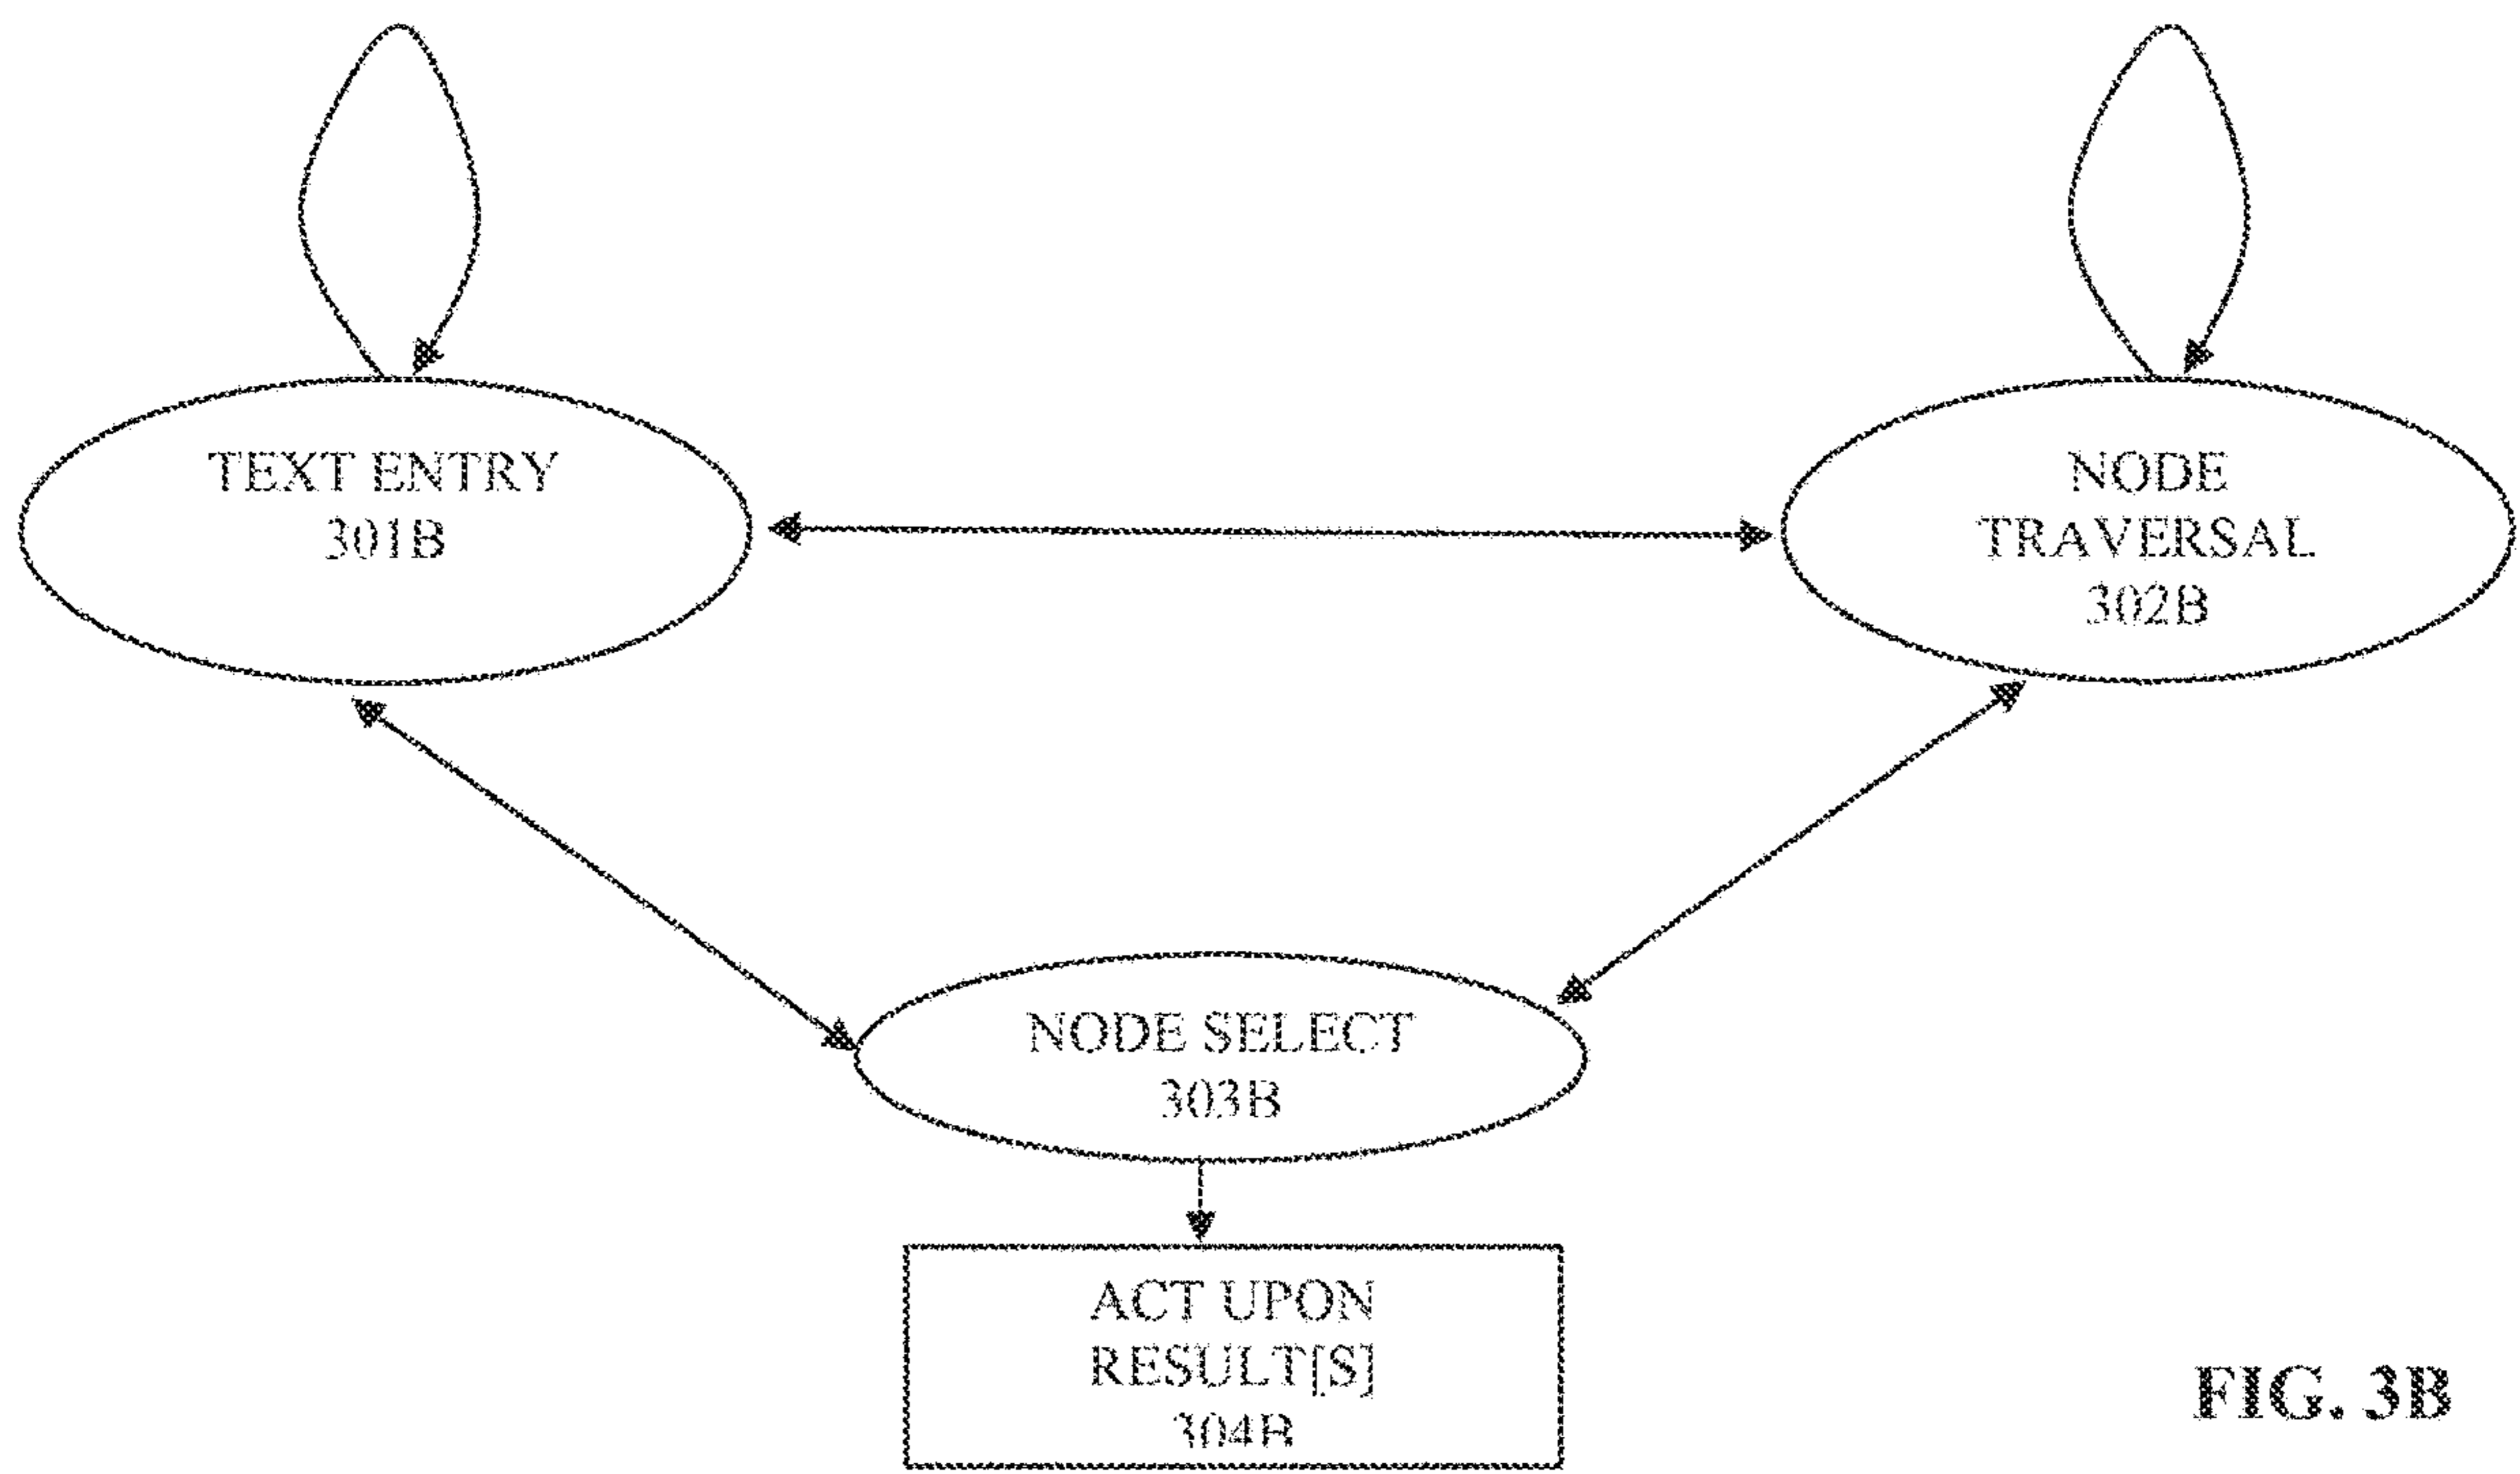 TEXT ENTRY
301B
NODE
TRAVERSAL
302B
NODE SELECT
303B
ACT UPON
RESULT[S]
304B
FIG. 3B